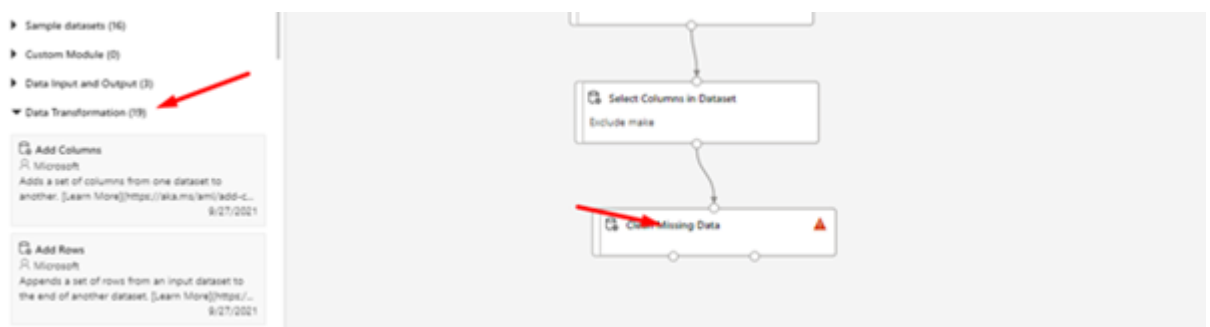 Sample datasets (16)
Custom Module (0)
Data Input and Output (3)
Data Transformation (19)
Add Columns
Microsoft
Adds a set of columns from one dataset to
another. [Learn More](https://aka.ms/aml/add-c...
9/27/2021
Add Rows
Microsoft
Appends a set of rows from an input dataset to
the end of another dataset. [Learn More](https:/...
9/27/2021
Select Columns in Dataset
Exclude make
Clean Missing Data